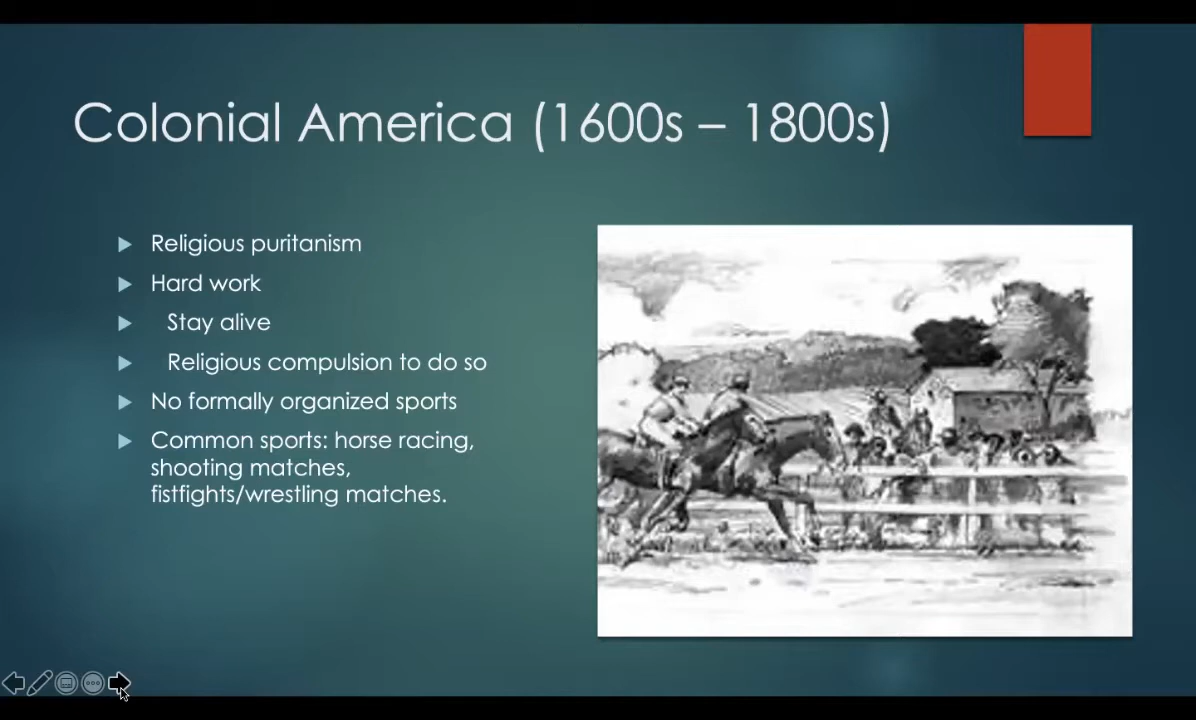 Colonial America (1600s – 1800s)
Religious puritanism
Hard work
Stay alive
Religious compulsion to do so
No formally organized sports
Common sports: horse racing,
shooting matches,
fistfights/wrestling matches.